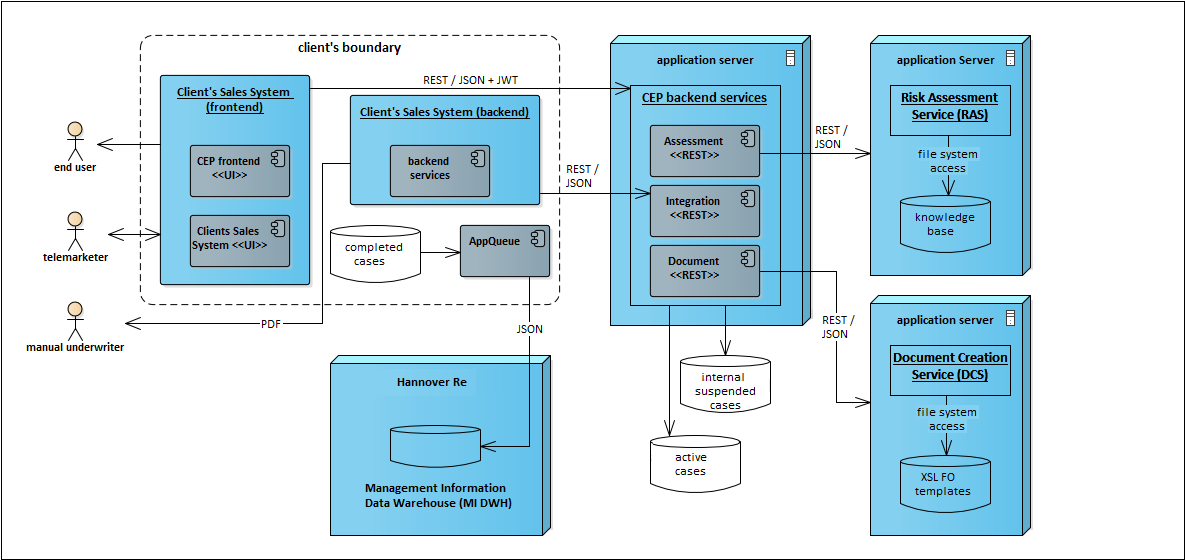 client's boundary
Client's Sales System
(frontend)
CEP frontend
<<UI>>
Clients Sales
System <<UI>>
end user
telemarketer
manual underwriter
REST / JSON + JWT
Client's Sales System (backend)
backend
services
REST /
JSON
completed
cases
AppQueue
PDF
JSON
Hannover Re
Management Information
Data Warehouse (MI DWH)
application server
CEP backend services
Assessment
<<REST>>
Integration
<<REST>>
Document
<<REST>>
internal
suspended
cases
active
cases
REST /
JSON
REST /
JSON
application Server
Risk Assessment
Service (RAS)
file system
access
knowledge
base
application server
Document Creation
Service (DCS)
file system
access
XSL FO
templates